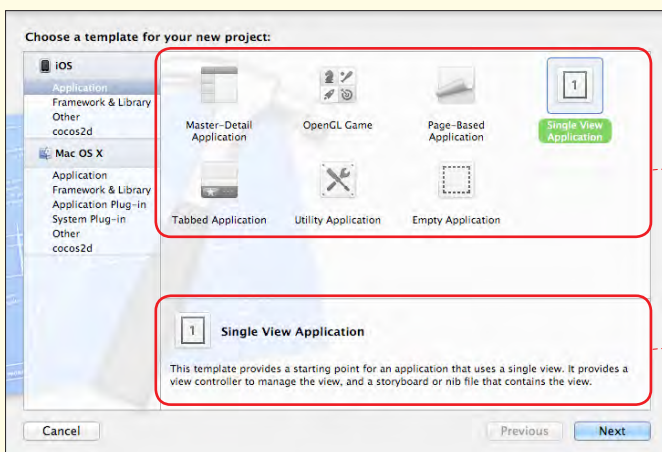 Choose a template for your new project:
iOS
Application
Framework & Library
Other
cocos2d
Mac OS X
Application
Framework & Library
Application Plug-in
System Plug-in
Other
cocos2d
Master-Detail
Application
OpenGL Game
Page-Based
Application
1
Single View
Application
Tabbed Application
Utility Application
Empty Application
1
Single View Application
This template provides a starting point for an application that uses a single view. It provides a
view controller to manage the view, and a storyboard or nib file that contains the view.
Cancel
Previous
Next